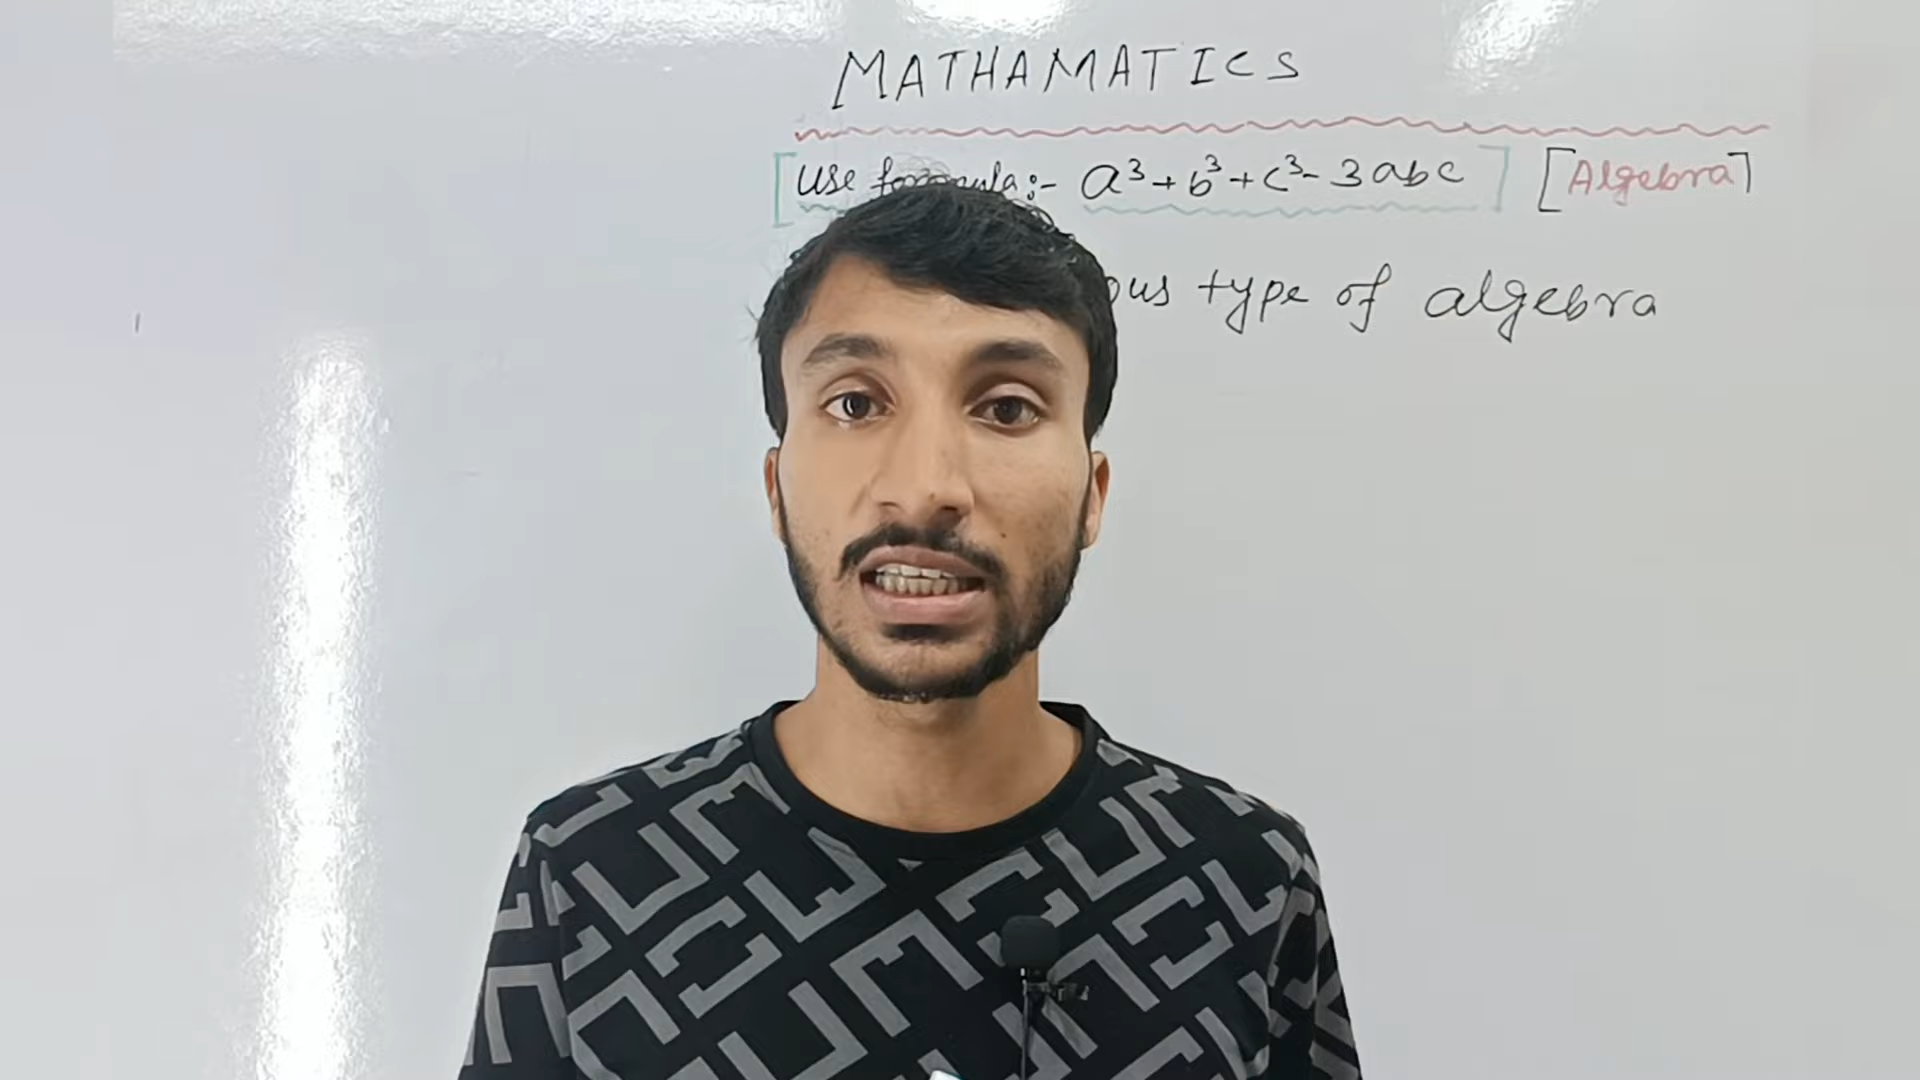 MATHAMATICS
[use formula:- a³+b³+c³-3abc] [Algebra]
type of algebra